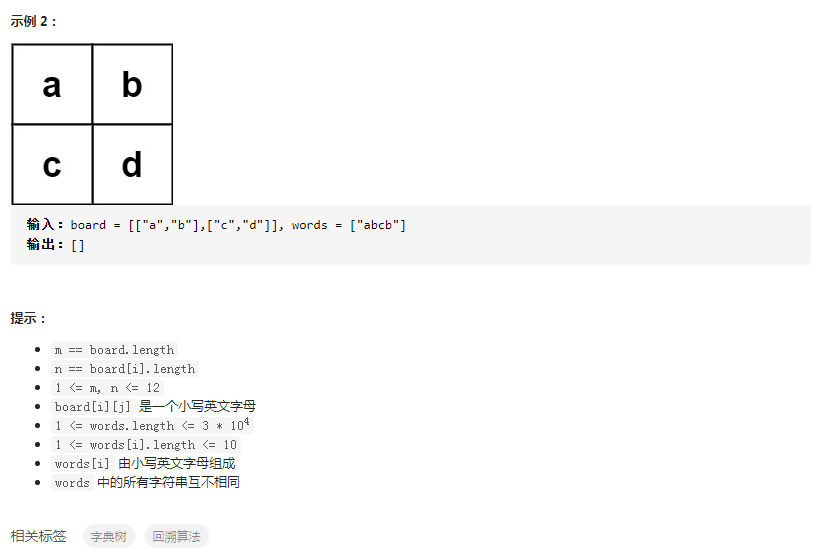 示例 2：
a b
c d
输入：board = [["a","b"],["c","d"]], words = ["abcb"]
输出：[]
提示：
m == board.length
n == board[i].length
1 <= m, n <= 12
board[i][j] 是一个小写英文字母
1 <= words.length <= 3 * 10⁴
1 <= words[i].length <= 10
words[i] 由小写英文字母组成
words 中的所有字符串互不相同
相关标签 字典树 回溯算法